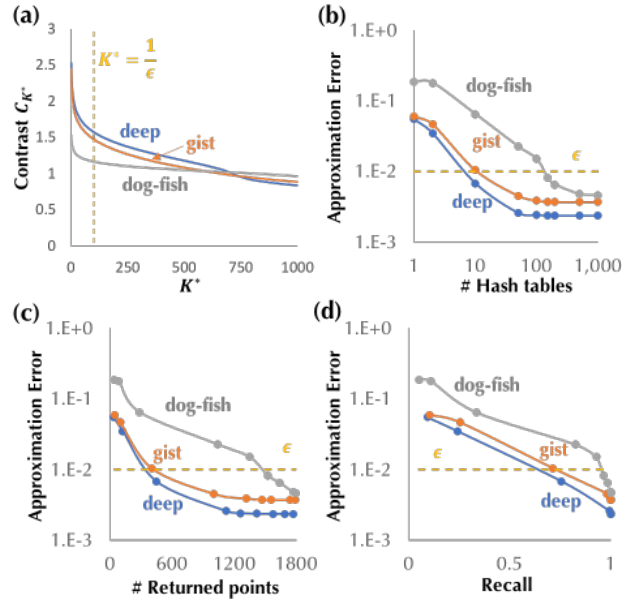 (a)
3
2.5
2
1.5
1
0.5
0
Contrast C_K*
K* = 1/ϵ
deep
gist
dog-fish
0 250 500 750 1000
K*
(b)
1.E+0
1.E-1
1.E-2
1.E-3
Approximation Error
dog-fish
gist
ϵ
deep
1 10 100 1,000
# Hash tables
(c)
1.E+0
1.E-1
1.E-2
1.E-3
Approximation Error
dog-fish
gist
ϵ
deep
0 600 1200 1800
# Returned points
(d)
1.E+0
1.E-1
1.E-2
1.E-3
Approximation Error
dog-fish
ϵ
gist
deep
0 0.5 1
Recall